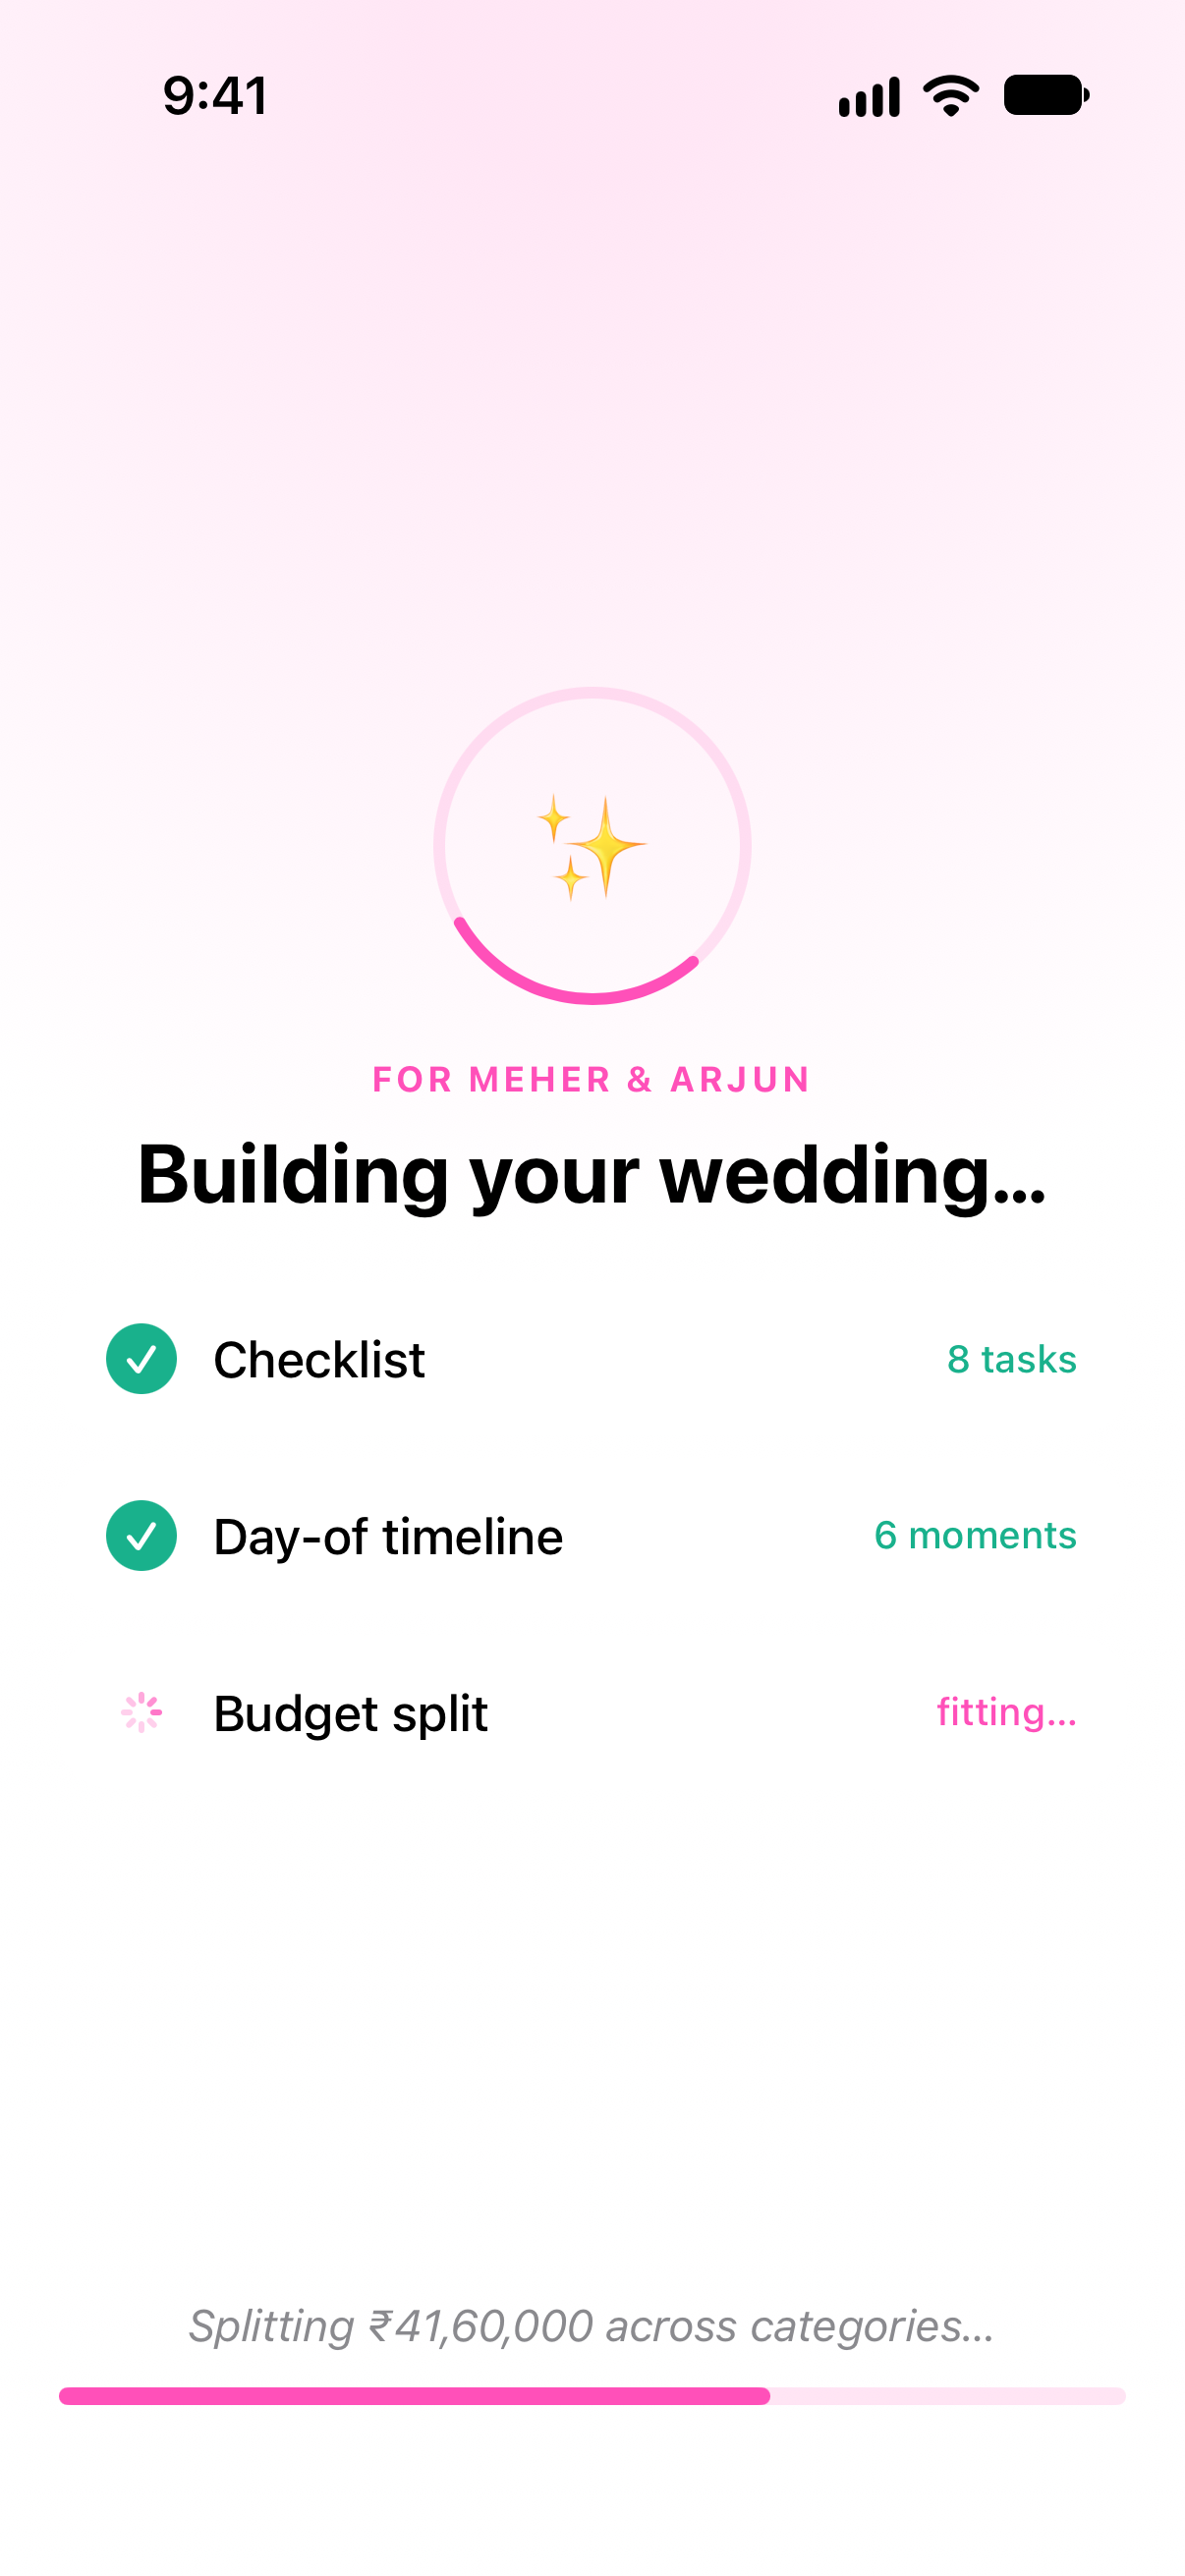 9:41
FOR MEHER & ARJUN
Building your wedding...
Checklist 8 tasks
Day-of timeline 6 moments
Budget split fitting...
Splitting ₹41,60,000 across categories...